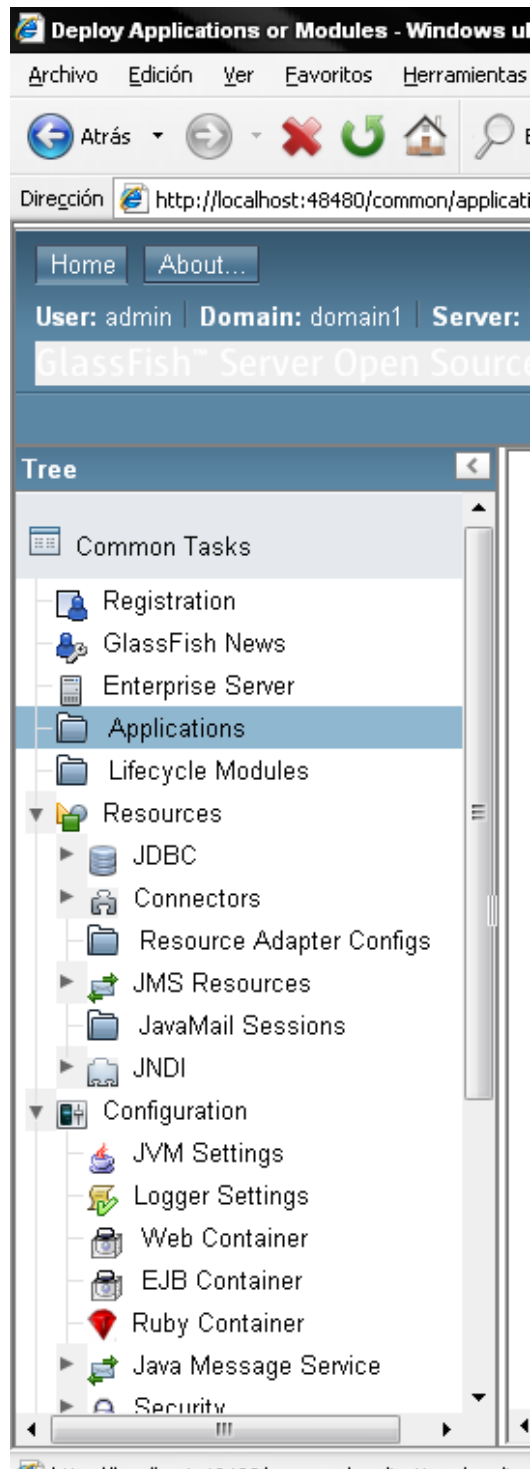 Deploy Applications or Modules - Windows
Archivo Edición Ver Favoritos Herramientas
Atrás
Dirección http://localhost:48480/common/applicati
Home About...
User: admin Domain: domain1 Server:
GlassFish™ Server Open Source
Tree
Common Tasks
Registration
GlassFish News
Enterprise Server
Applications
Lifecycle Modules
Resources
JDBC
Connectors
Resource Adapter Configs
JMS Resources
JavaMail Sessions
JNDI
Configuration
JVM Settings
Logger Settings
Web Container
EJB Container
Ruby Container
Java Message Service
Security